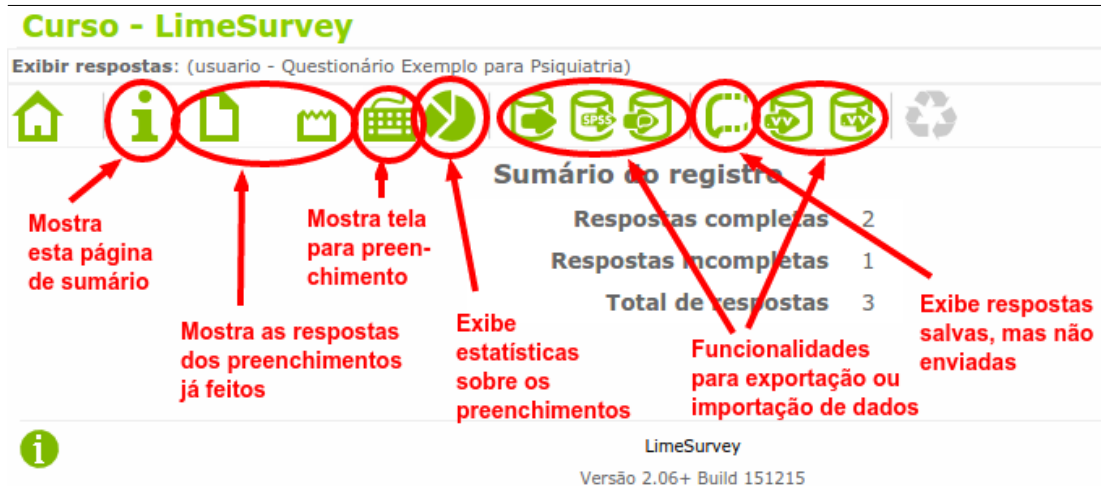 Curso - LimeSurvey
Exibir respostas: (usuario - Questionário Exemplo para Psiquiatria)
SPSS
VV
VV
Sumário do registro
Respostas completas 2
Respostas incompletas 1
Total de respostas 3
Mostra
esta página
de sumário
Mostra as respostas
dos preenchimentos
já feitos
Mostra tela
para preen-
chimento
Exibe
estatísticas
sobre os
preenchimentos
Funcionalidades
para exportação ou
importação de dados
Exibe respostas
salvas, mas não
enviadas
LimeSurvey
Versão 2.06+ Build 151215